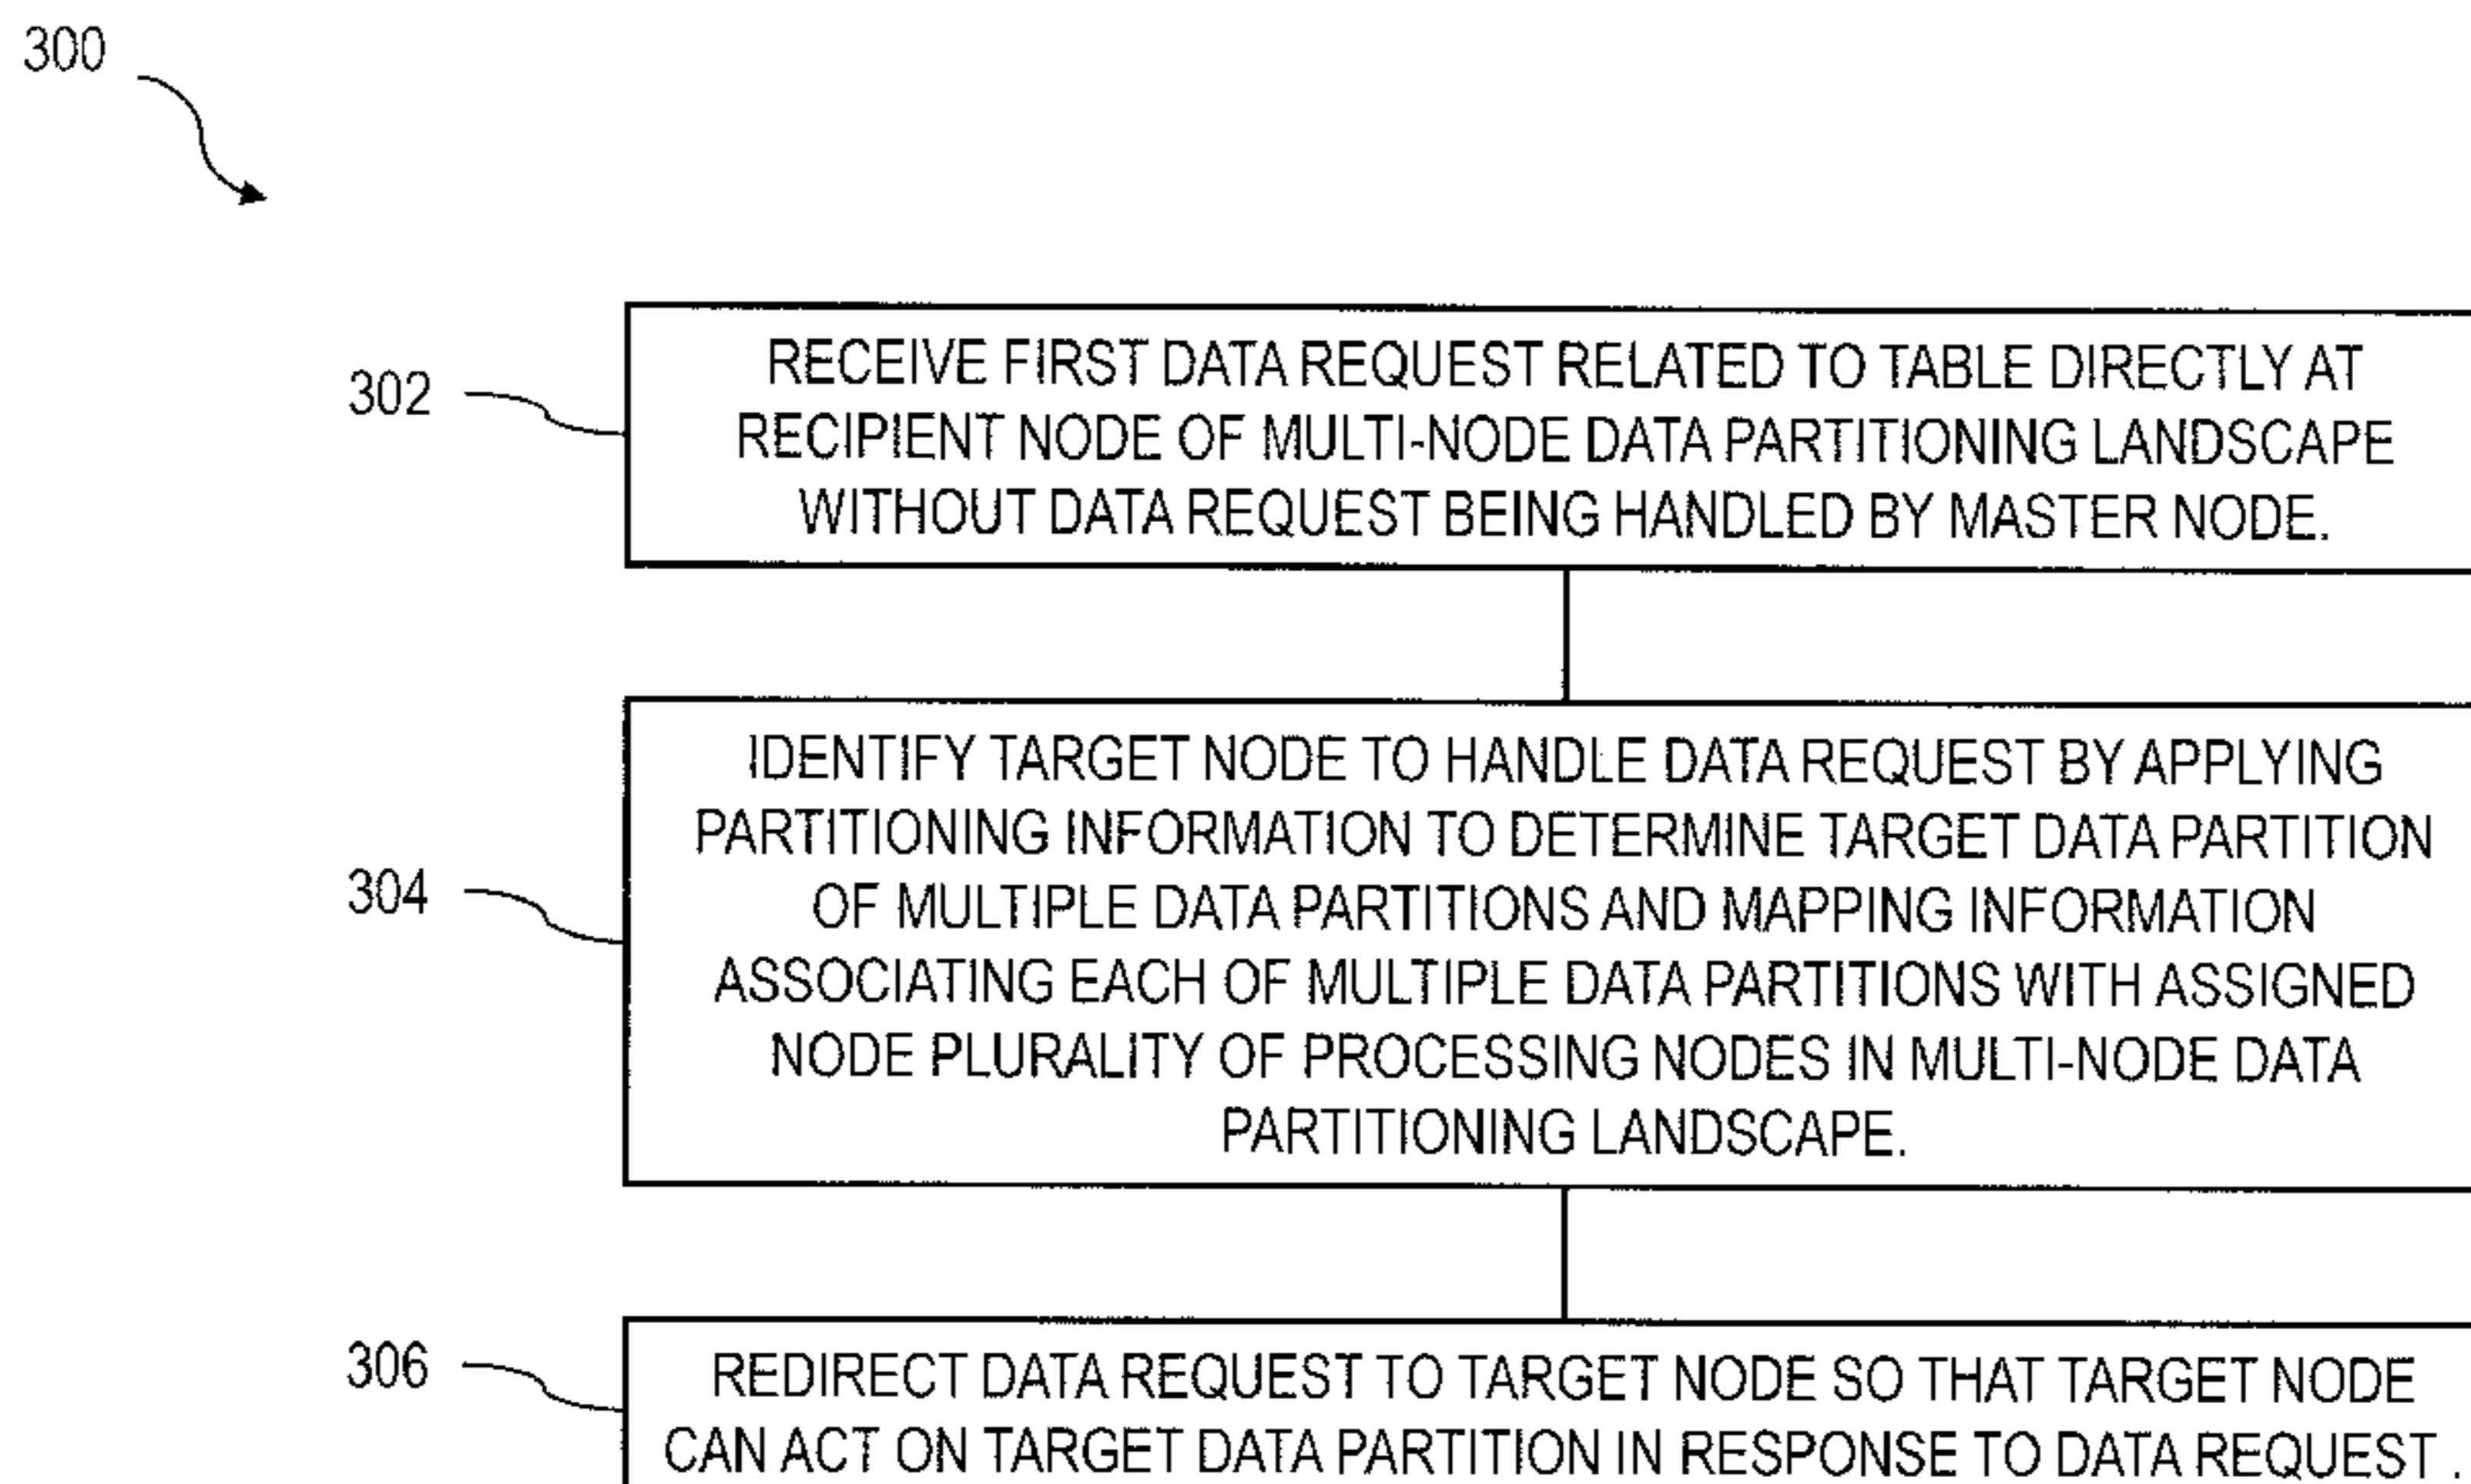 300
302
RECEIVE FIRST DATA REQUEST RELATED TO TABLE DIRECTLY AT
RECIPIENT NODE OF MULTI-NODE DATA PARTITIONING LANDSCAPE
WITHOUT DATA REQUEST BEING HANDLED BY MASTER NODE.
304
IDENTIFY TARGET NODE TO HANDLE DATA REQUEST BY APPLYING
PARTITIONING INFORMATION TO DETERMINE TARGET DATA PARTITION
OF MULTIPLE DATA PARTITIONS AND MAPPING INFORMATION
ASSOCIATING EACH OF MULTIPLE DATA PARTITIONS WITH ASSIGNED
NODE PLURALITY OF PROCESSING NODES IN MULTI-NODE DATA
PARTITIONING LANDSCAPE.
306
REDIRECT DATA REQUEST TO TARGET NODE SO THAT TARGET NODE
CAN ACT ON TARGET DATA PARTITION IN RESPONSE TO DATA REQUEST.